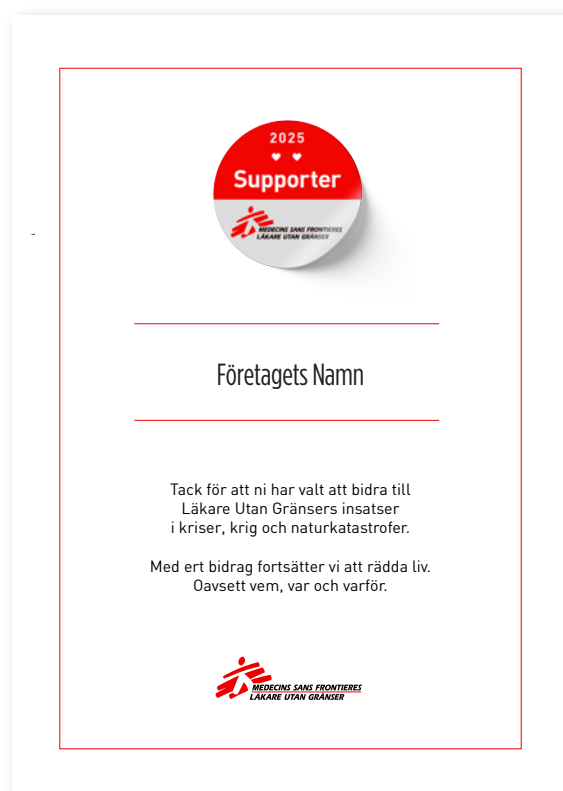 2025
Supporter
MEDECINS SANS FRONTIERES
LÄKARE UTAN GRÄNSER
Företagets Namn
Tack för att ni har valt att bidra till
Läkare Utan Gränsers insatser
i kriser, krig och naturkatastrofer.
Med ert bidrag fortsätter vi att rädda liv.
Oavsett vem, var och varför.
MEDECINS SANS FRONTIERES
LÄKARE UTAN GRÄNSER